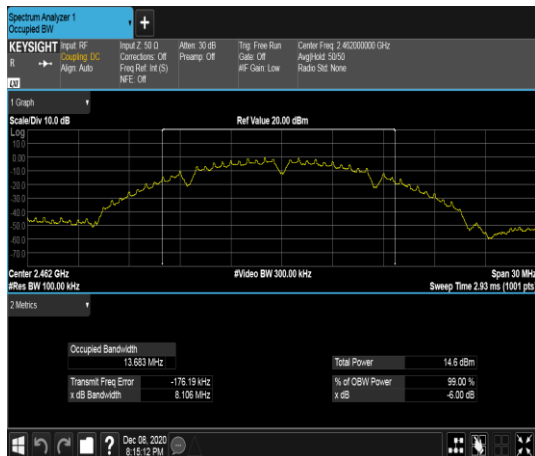 Spectrum Analyzer 1
Occupied BW
KEYSIGHT Input: RF Input Z: 50 Ω Atten: 30 dB Trig: Free Run Center Freq: 2.462000000 GHz
R Coupling: DC Corrections: Off Preamp: Off Gate: Off Avg|Hold: 50/50
Align: Auto Freq Ref: Int (S) #IF Gain: Low Radio Std: None
LXI NFE: Off
1 Graph
Scale/Div 10.0 dB Ref Value 20.00 dBm
Log
10.0
0.00
-10.0
-20.0
-30.0
-40.0
-50.0
-60.0
-70.0
Center 2.462 GHz #Video BW 300.00 kHz Span 30 MHz
#Res BW 100.00 kHz Sweep Time 2.93 ms (1001 pts)
2 Metrics
Occupied Bandwidth
13.683 MHz Total Power 14.6 dBm
Transmit Freq Error -176.19 kHz % of OBW Power 99.00 %
x dB Bandwidth 8.106 MHz x dB -6.00 dB
Dec 08, 2020
8:15:12 PM